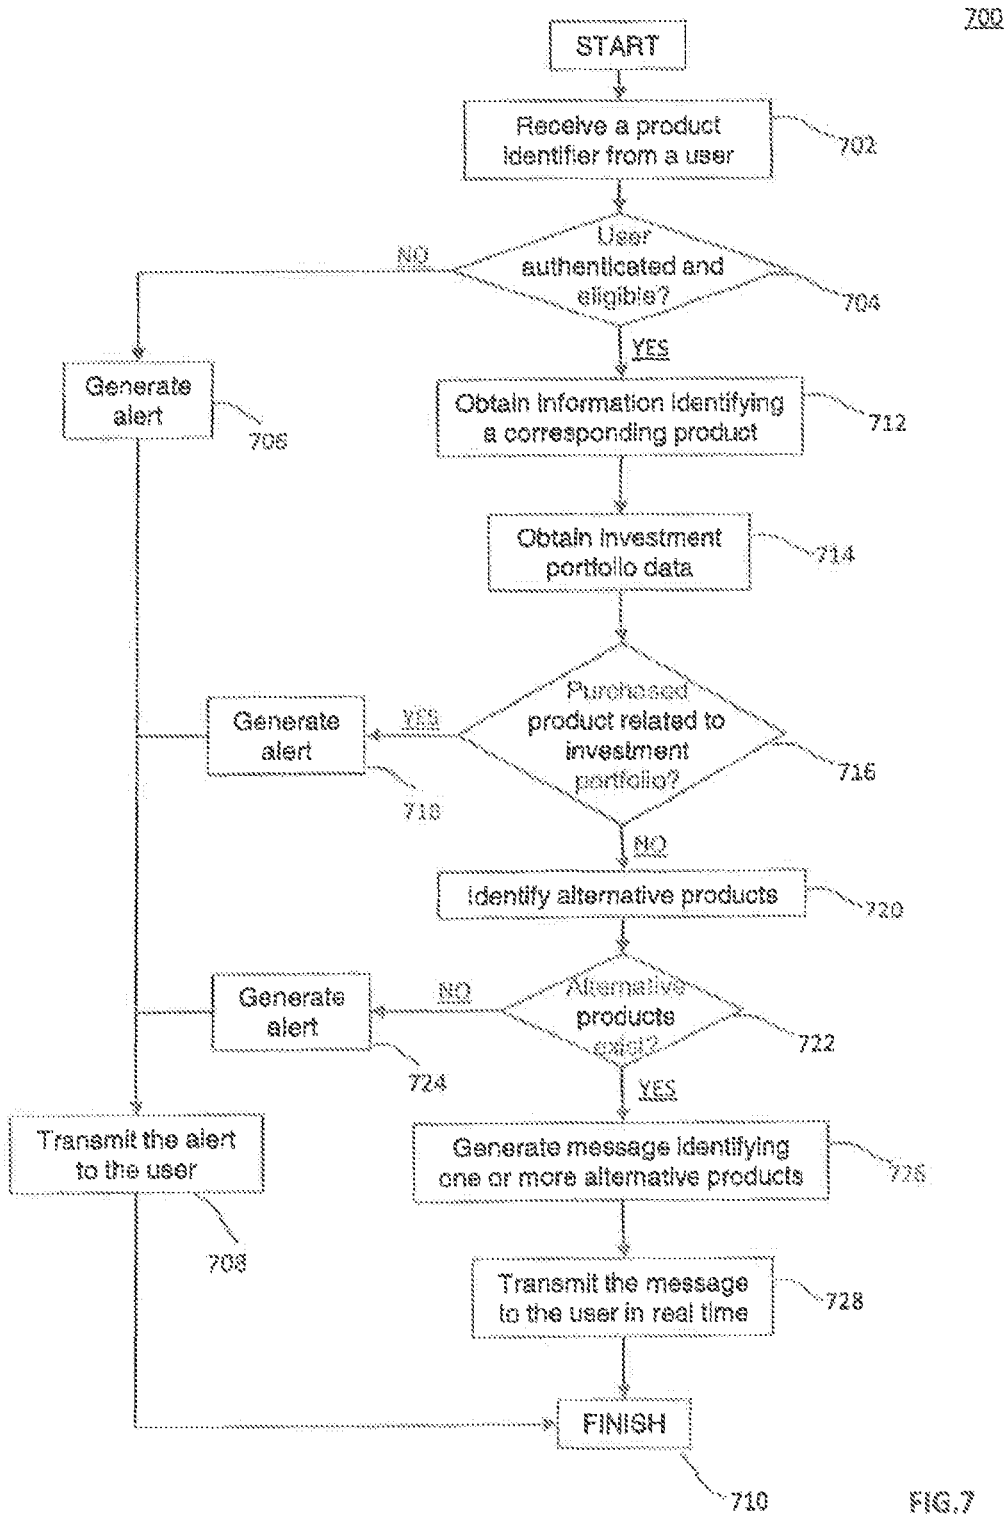 700
START
Receive a product
identifier from a user
702
User
authenticated and
eligible?
704
NO
YES
Generate
alert
706
Obtain information identifying
a corresponding product
712
Obtain investment
portfolio data
714
Purchased
product related to
investment
portfolio?
716
YES
Generate
alert
718
NO
Identify alternative products
720
Alternative
products
exist?
722
NO
Generate
alert
724
YES
Transmit the alert
to the user
708
Generate message identifying
one or more alternative products
726
Transmit the message
to the user in real time
728
FINISH
710
FIG.7